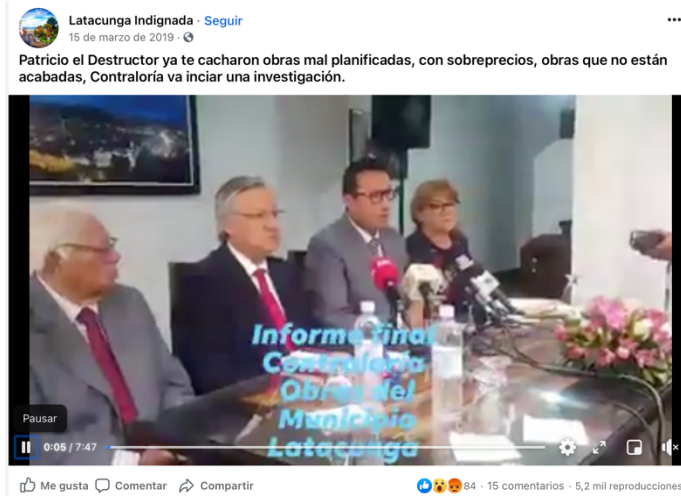 Latacunga Indignada · Seguir
15 de marzo de 2019 ·
Patricio el Destructor ya te cacharon obras mal planificadas, con sobreprecios, obras que no están
acabadas, Contraloría va inciar una investigación.
Informe final
Contraloría
Obras del
Municipio
Latacunga
Pausar
0:05 / 7:47
Me gusta Comentar Compartir
84 · 15 comentarios · 5,2 mil reproducciones